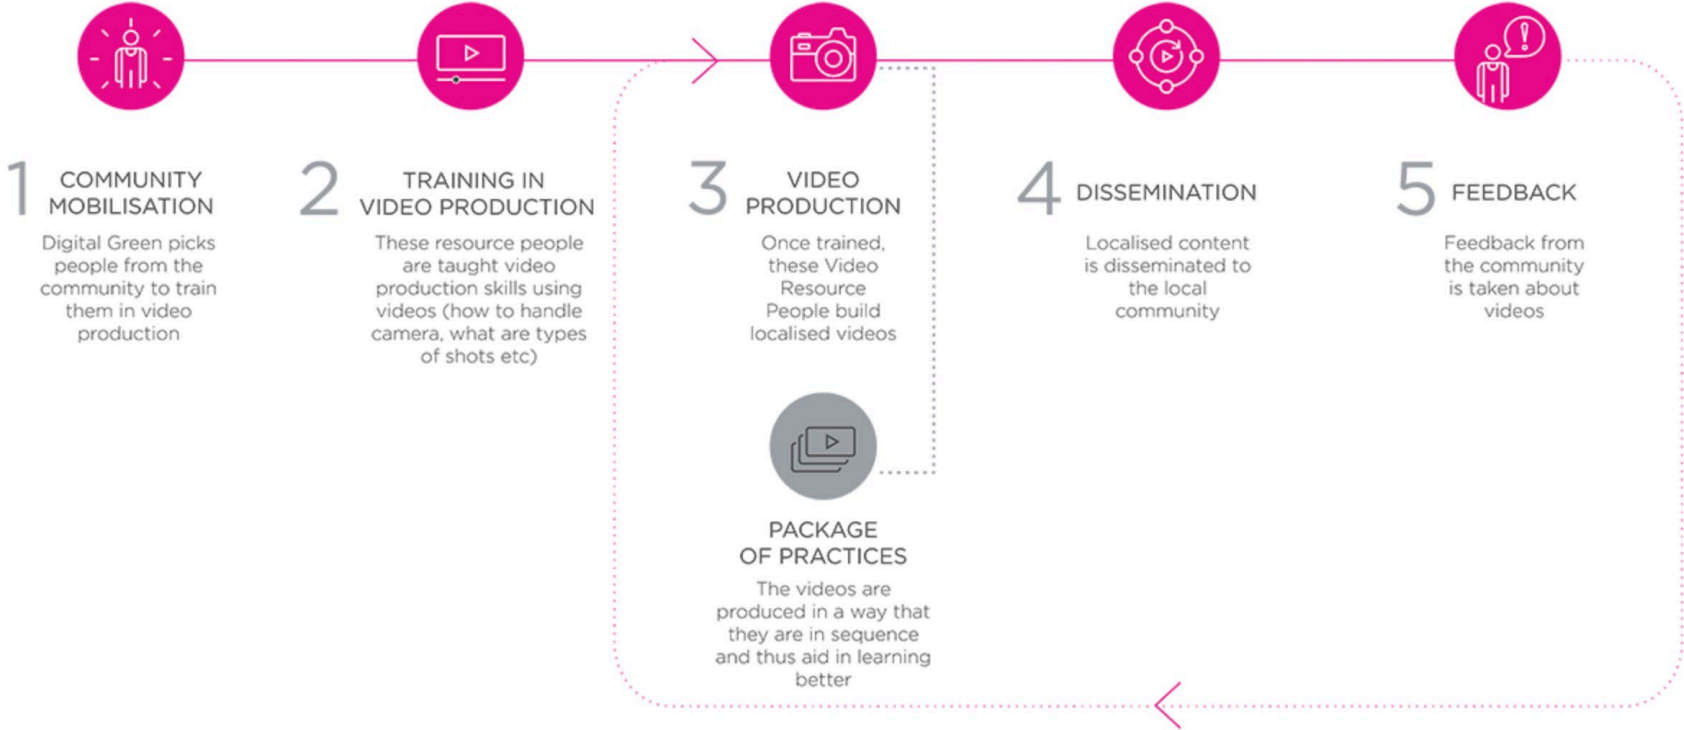 1
COMMUNITY
MOBILISATION
Digital Green picks
people from the
community to train
them in video
production
2
TRAINING IN
VIDEO PRODUCTION
These resource people
are taught video
production skills using
videos (how to handle
camera, what are types
of shots etc)
3
VIDEO
PRODUCTION
Once trained,
these Video
Resource
People build
localised videos
PACKAGE
OF PRACTICES
The videos are
produced in a way that
they are in sequence
and thus aid in learning
better
4
DISSEMINATION
Localised content
is disseminated to
the local
community
5
FEEDBACK
Feedback from
the community
is taken about
videos